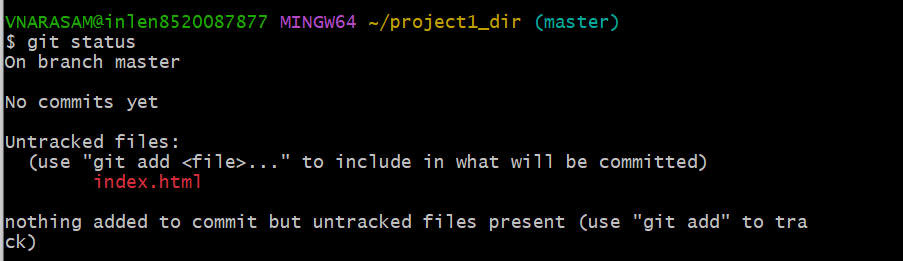 VNARASAM@inlen8520087877 MINGW64 ~/project1_dir (master)
$ git status
On branch master
No commits yet
Untracked files:
  (use "git add <file>..." to include in what will be committed)
        index.html
nothing added to commit but untracked files present (use "git add" to tra
ck)